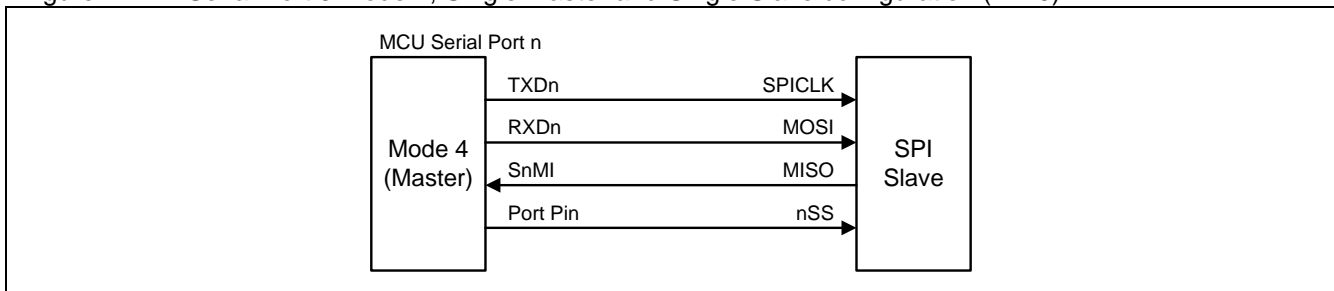 MCU Serial Port n
TXDn SPICLK
RXDn MOSI
Mode 4
(Master)
SPI
Slave
SnMI MISO
Port Pin nSS